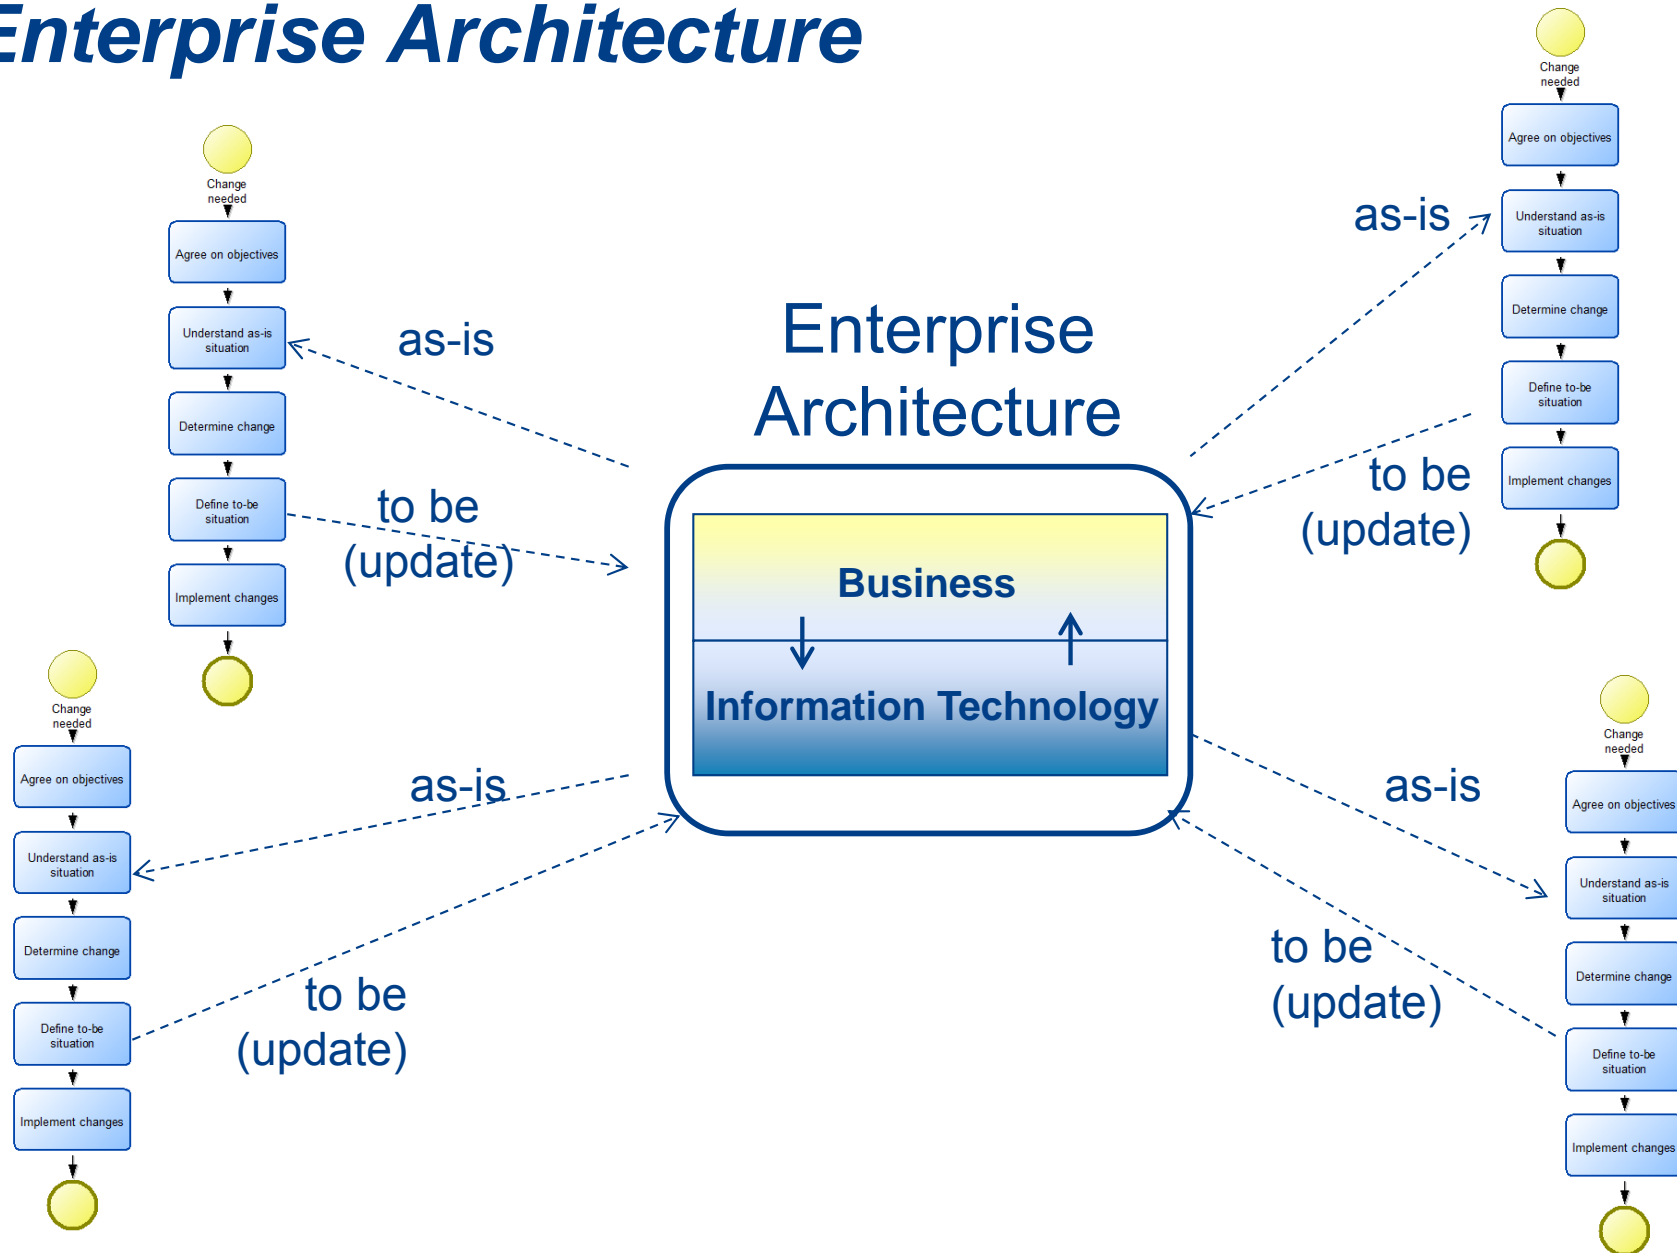 Enterprise Architecture
Change
needed
Agree on objectives
Understand as-is
situation
Determine change
Define to-be
situation
Implement changes
Change
needed
Agree on objectives
Understand as-is
situation
Determine change
Define to-be
situation
Implement changes
as-is
to be
(update)
as-is
to be
(update)
Enterprise
Architecture
Business
Information Technology
Change
needed
Agree on objectives
Understand as-is
situation
Determine change
Define to-be
situation
Implement changes
as-is
to be
(update)
as-is
to be
(update)
Change
needed
Agree on objectives
Understand as-is
situation
Determine change
Define to-be
situation
Implement changes